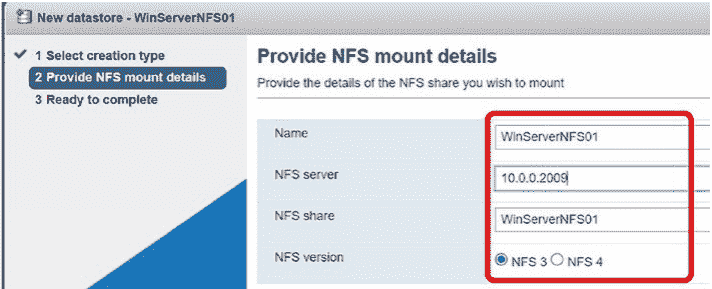 New datastore - WinServerNFS01
1 Select creation type
2 Provide NFS mount details
3 Ready to complete
Provide NFS mount details
Provide the details of the NFS share you wish to mount
Name
WinServerNFS01
NFS server
10.0.0.2009
NFS share
WinServerNFS01
NFS version
NFS 3 NFS 4